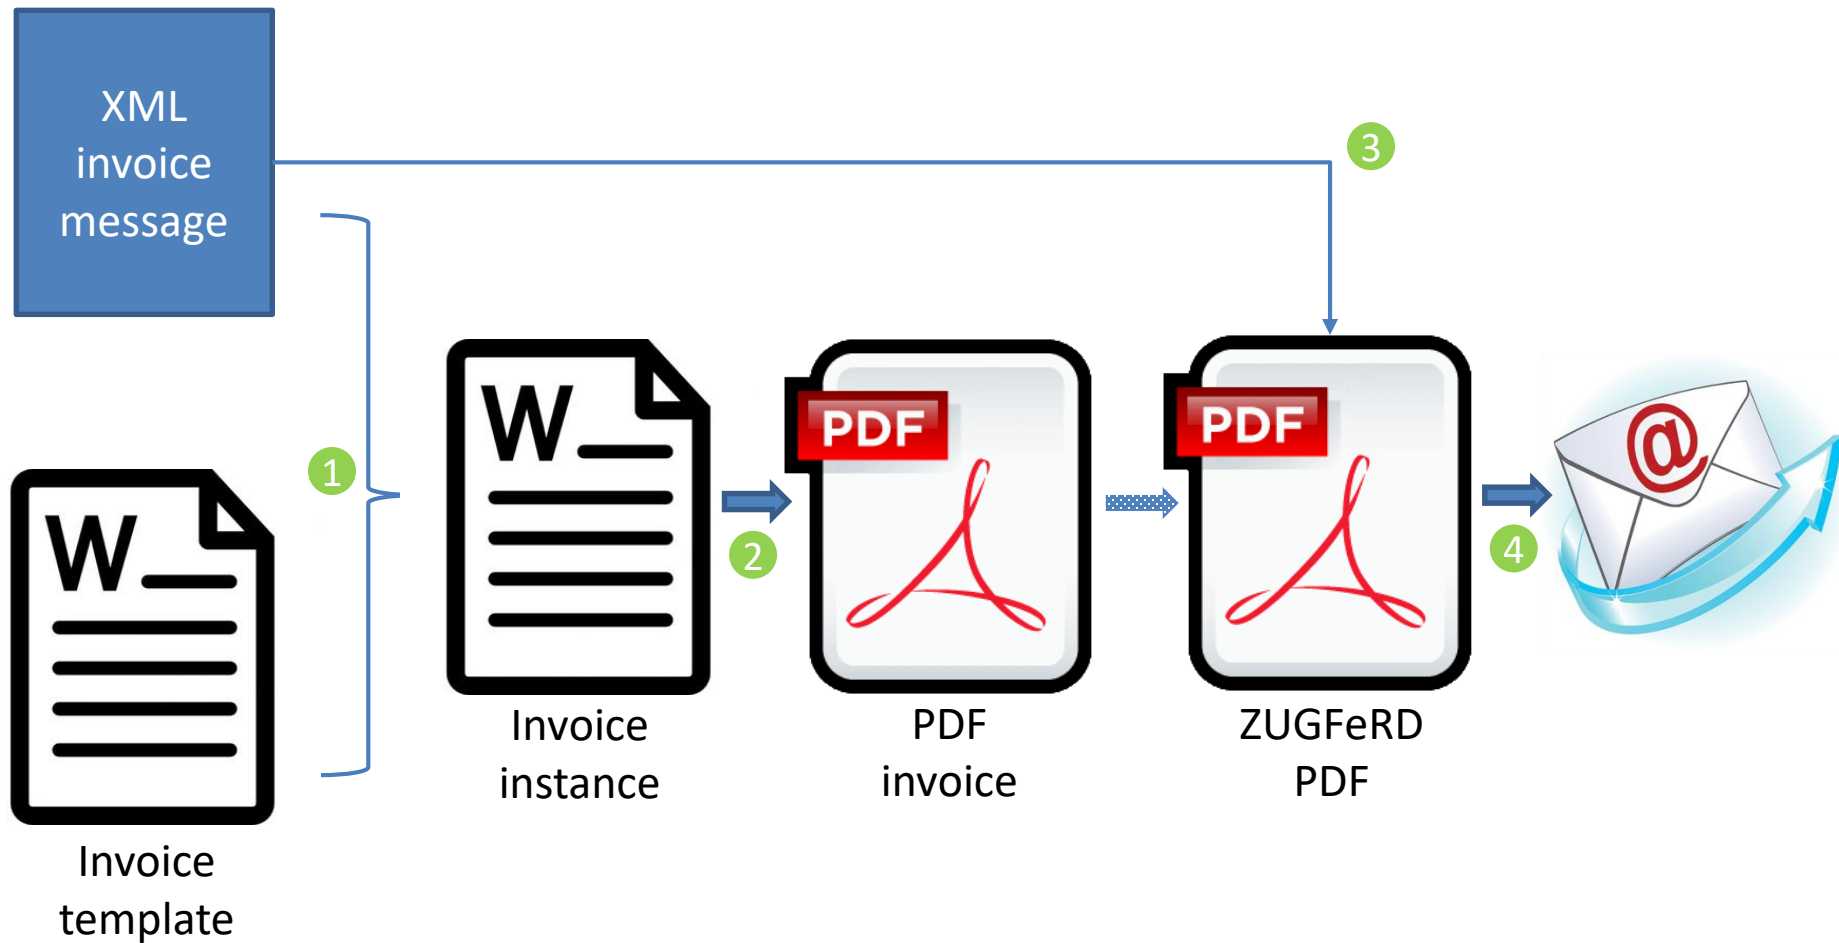 XML
invoice
message
3
1
W
Invoice
template
W
Invoice
instance
2
PDF
PDF
invoice
PDF
ZUGFeRD
PDF
4
@